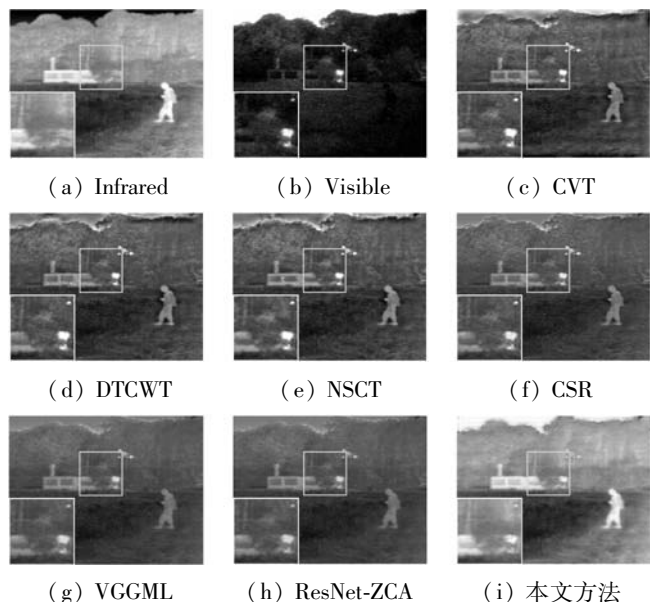 (a) Infrared (b) Visible (c) CVT
(d) DTCWT (e) NSCT (f) CSR
(g) VGGML (h) ResNet-ZCA (i) 本文方法